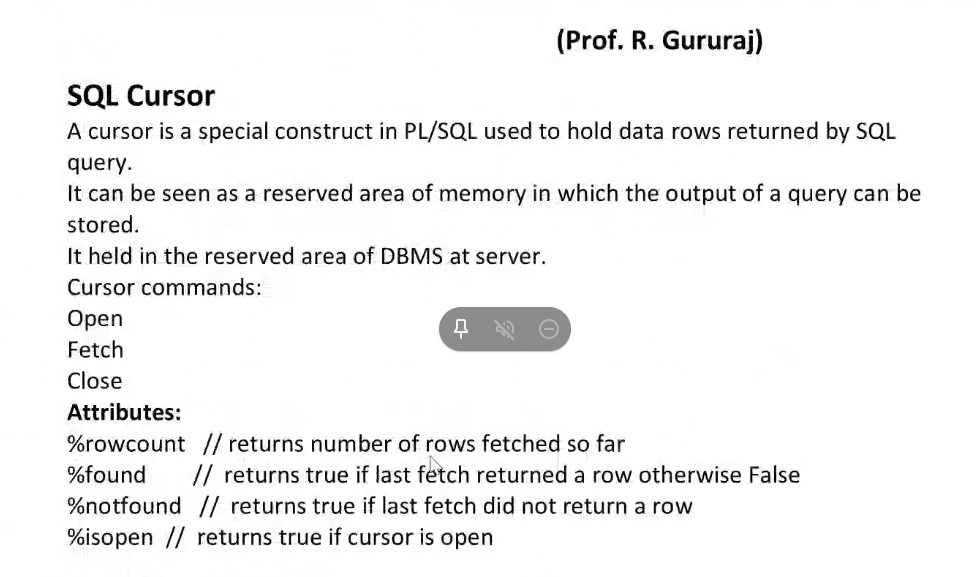 (Prof. R. Gururaj)
SQL Cursor
A cursor is a special construct in PL/SQL used to hold data rows returned by SQL
query.
It can be seen as a reserved area of memory in which the output of a query can be
stored.
It held in the reserved area of DBMS at server.
Cursor commands:
Open
Fetch
Close
Attributes:
%rowcount // returns number of rows fetched so far
%found // returns true if last fetch returned a row otherwise False
%notfound // returns true if last fetch did not return a row
%isopen // returns true if cursor is open